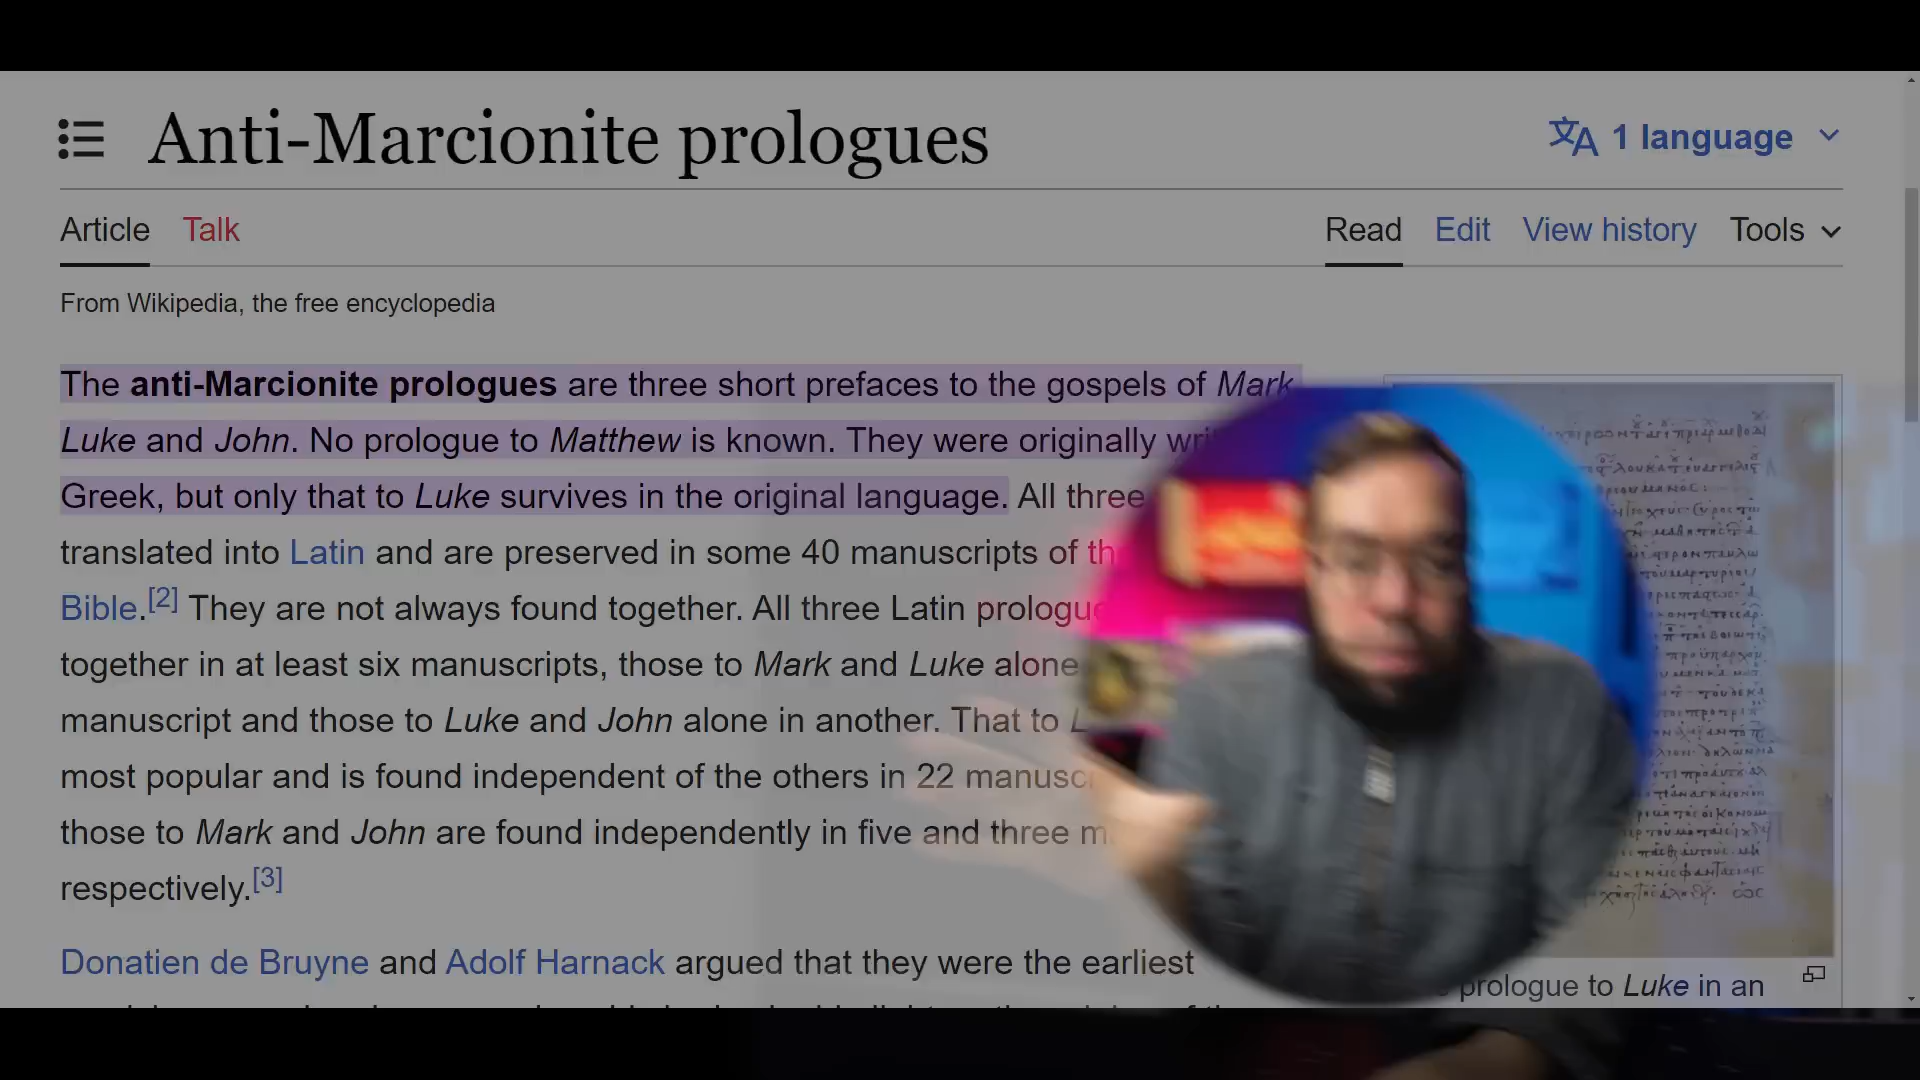 Anti-Marcionite prologues
1 language
Article Talk Read Edit View history Tools
From Wikipedia, the free encyclopedia
The anti-Marcionite prologues are three short prefaces to the gospels of Mark,
Luke and John. No prologue to Matthew is known. They were originally
Greek, but only that to Luke survives in the original language. All three
translated into Latin and are preserved in some 40 manuscripts of
Bible.[2] They are not always found together. All three Latin
together in at least six manuscripts, those to Mark and Luke alone
manuscript and those to Luke and John alone in another. That to
most popular and is found independent of the others in 22
those to Mark and John are found independently in five and three
respectively.[3]
Donatien de Bruyne and Adolf Harnack argued that they were the earliest
prologue to Luke in an